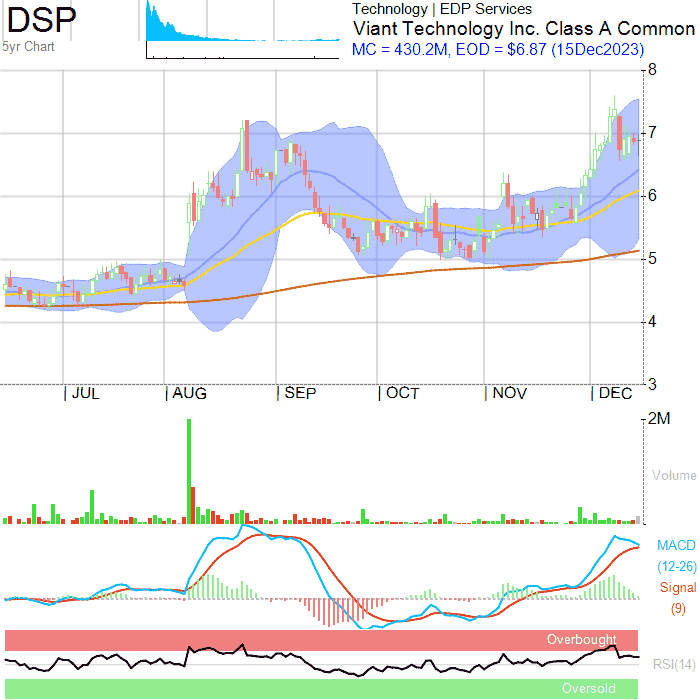 DSP
5yr Chart
Technology | EDP Services
Viant Technology Inc. Class A Common
MC = 430.2M, EOD = $6.87 (15Dec2023)
8
7
6
5
4
3
JUL
AUG
SEP
OCT
NOV
DEC
2M
Volume
MACD
(12-26)
Signal
(9)
Overbought
RSI(14)
Oversold